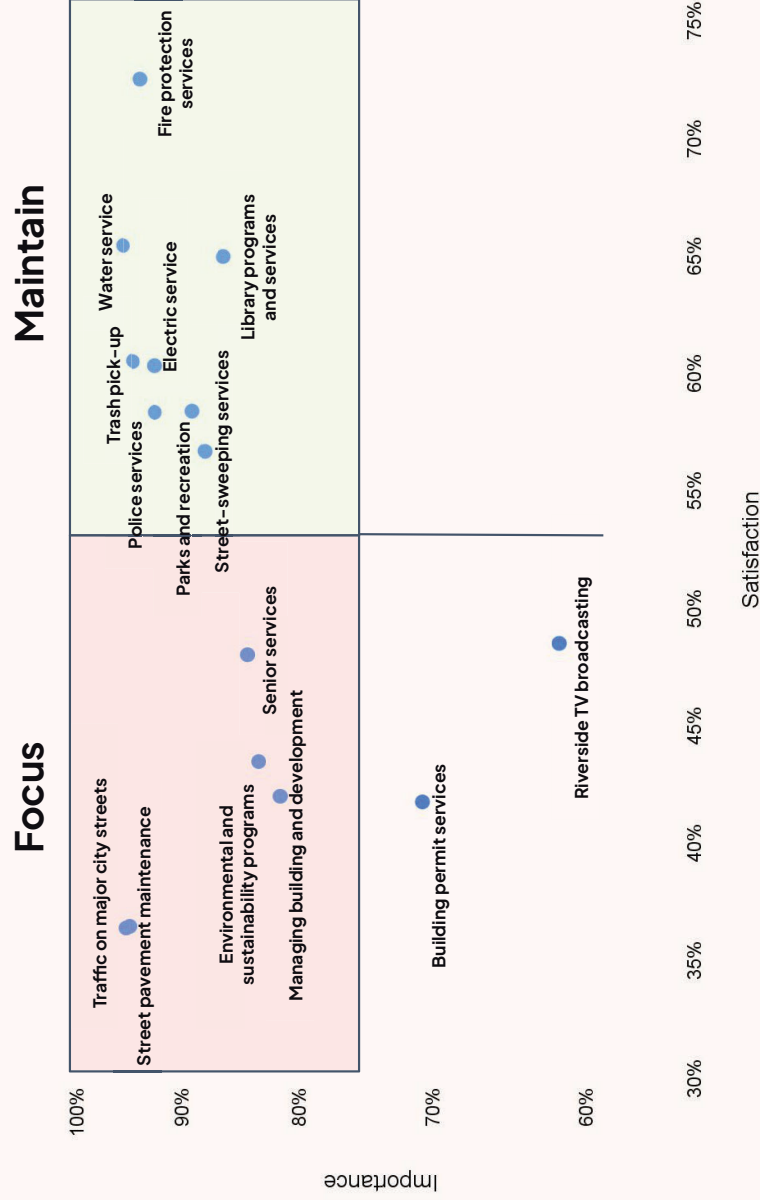 Focus
Maintain
Traffic on major city streets
Street pavement maintenance
Environmental and
sustainability programs
Managing building and development
Senior services
Building permit services
Riverside TV broadcasting
Police services
Trash pick-up
Water service
Electric service
Parks and recreation
Street-sweeping services
Library programs
and services
Fire protection
services
Importance
100%
90%
80%
70%
60%
30%
35%
40%
45%
50%
55%
60%
65%
70%
75%
Satisfaction